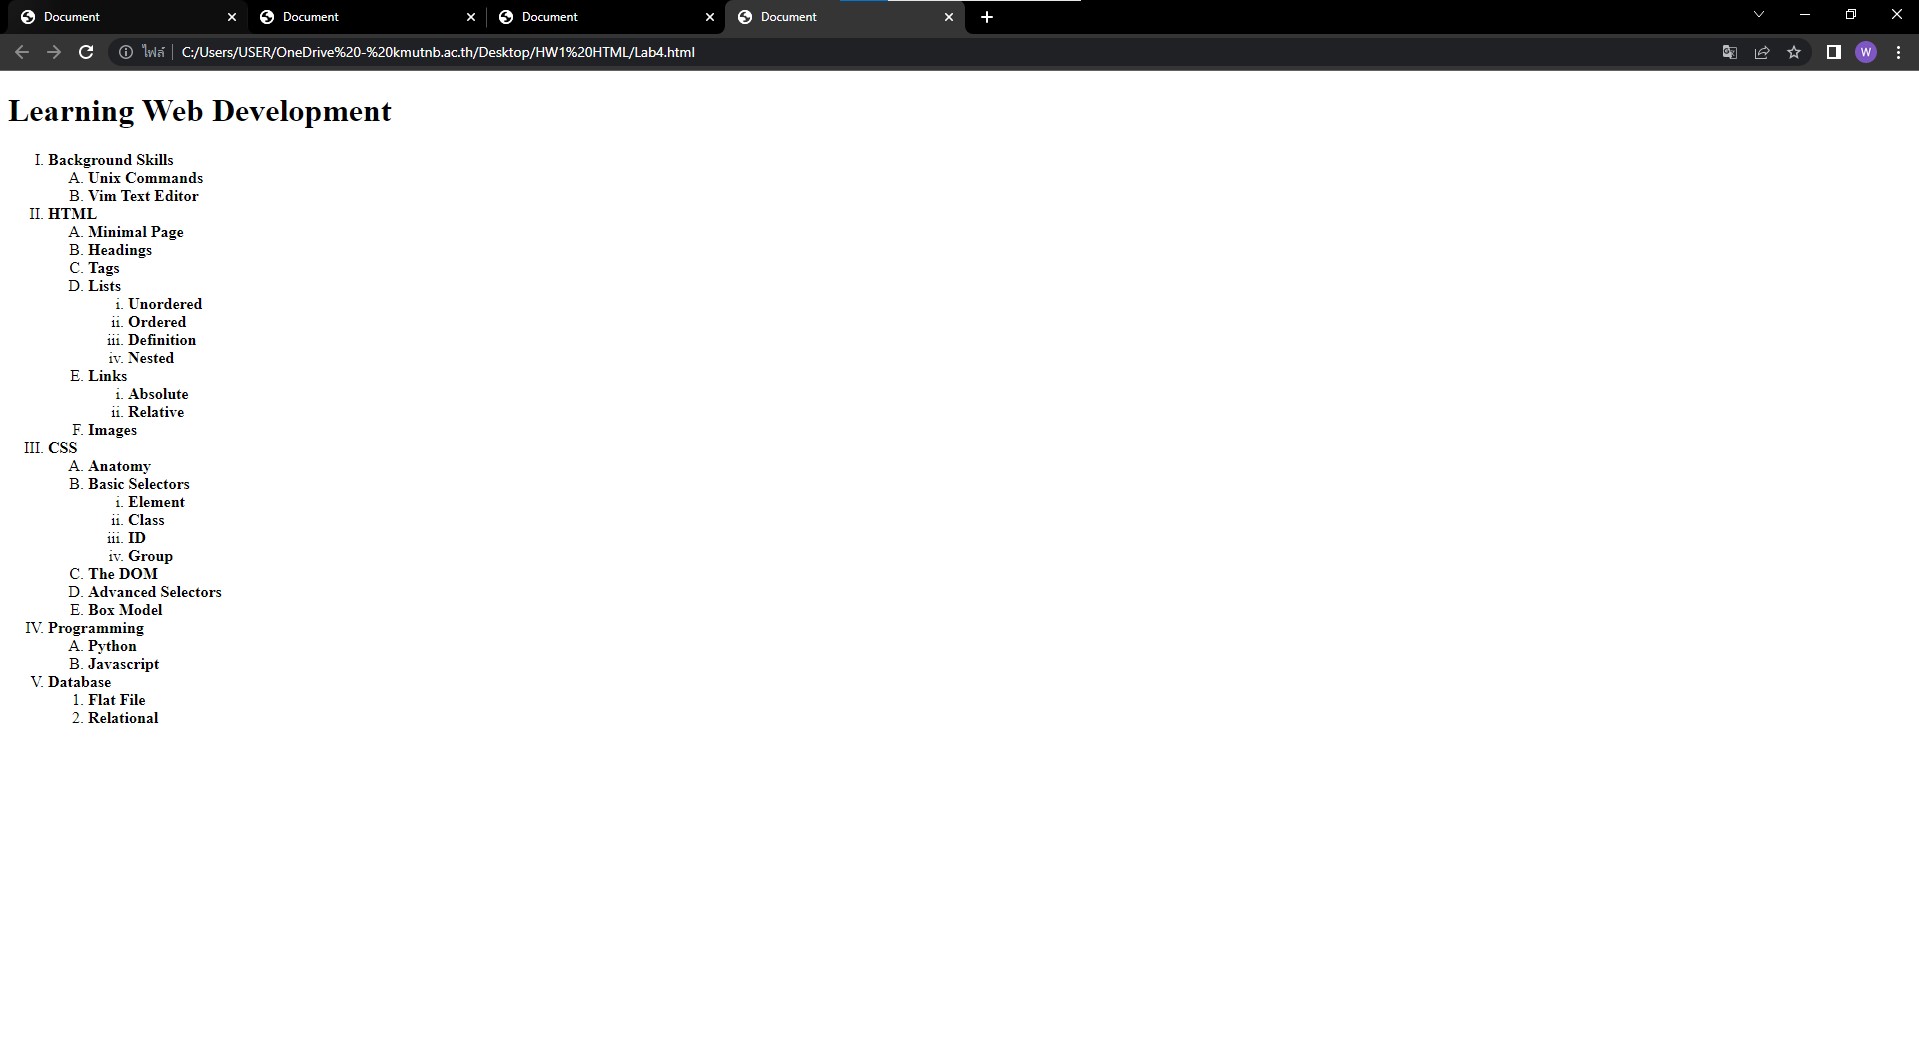 Document
Document
Document
Document
ไฟล์ C:/Users/USER/OneDrive%20-%20kmutnb.ac.th/Desktop/HW1%20HTML/Lab4.html
W
Learning Web Development
I. Background Skills
A. Unix Commands
B. Vim Text Editor
II. HTML
A. Minimal Page
B. Headings
C. Tags
D. Lists
i. Unordered
ii. Ordered
iii. Definition
iv. Nested
E. Links
i. Absolute
ii. Relative
F. Images
III. CSS
A. Anatomy
B. Basic Selectors
i. Element
ii. Class
iii. ID
iv. Group
C. The DOM
D. Advanced Selectors
E. Box Model
IV. Programming
A. Python
B. Javascript
V. Database
1. Flat File
2. Relational